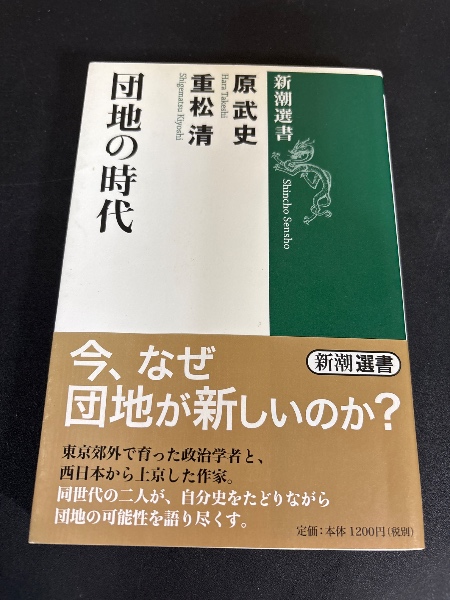 新潮選書
Shincho Sensho
原 武史
Hara Takeshi
重松 清
Shigematsu Kiyoshi
団地の時代
今、なぜ
団地が新しいのか?
新潮選書
東京郊外で育った政治学者と、
西日本から上京した作家。
同世代の二人が、自分史をたどりながら
団地の可能性を語り尽くす。
定価:本体1200円(税別)